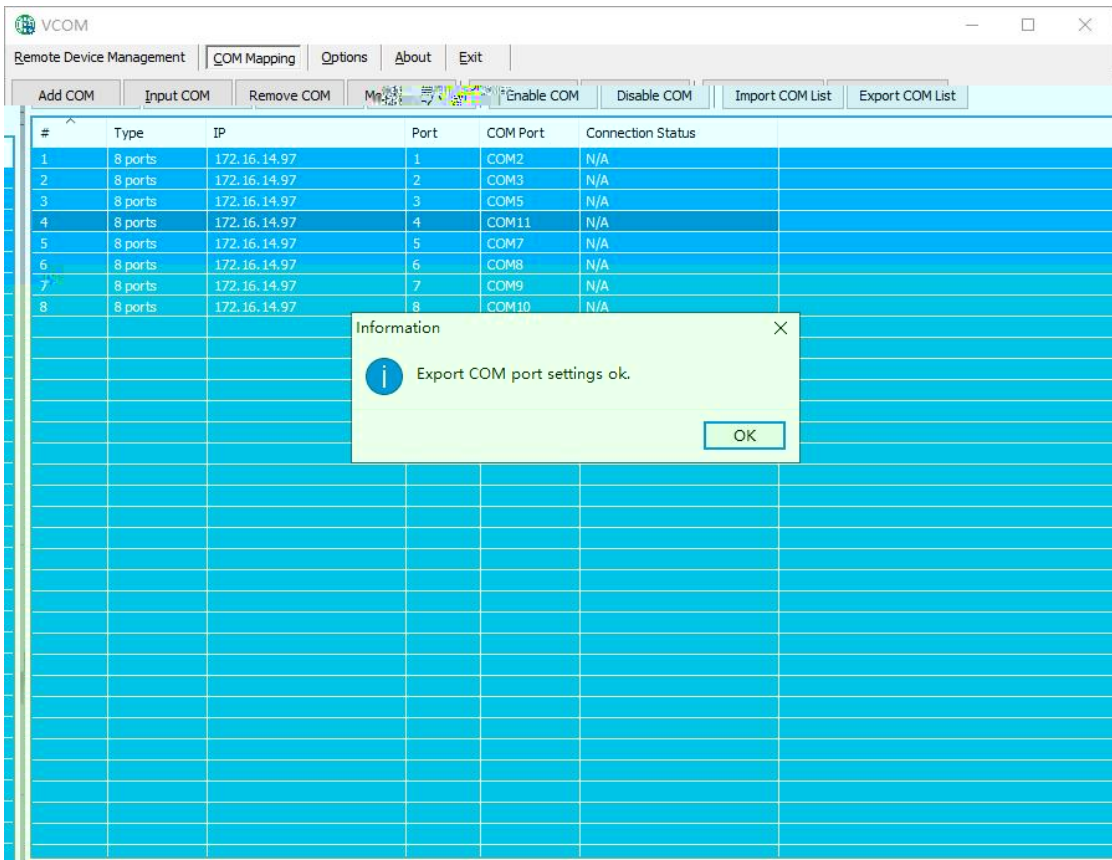 VCOM
Remote Device Management COM Mapping Options About Exit
Add COM Input COM Remove COM Enable COM Disable COM Import COM List Export COM List
# Type IP Port COM Port Connection Status
1 8 ports 172.16.14.97 1 COM2 N/A
2 8 ports 172.16.14.97 2 COM3 N/A
3 8 ports 172.16.14.97 3 COM5 N/A
4 8 ports 172.16.14.97 4 COM11 N/A
5 8 ports 172.16.14.97 5 COM7 N/A
6 8 ports 172.16.14.97 6 COM8 N/A
7 8 ports 172.16.14.97 7 COM9 N/A
8 8 ports 172.16.14.97 8 COM10 N/A
Information
Export COM port settings ok.
OK